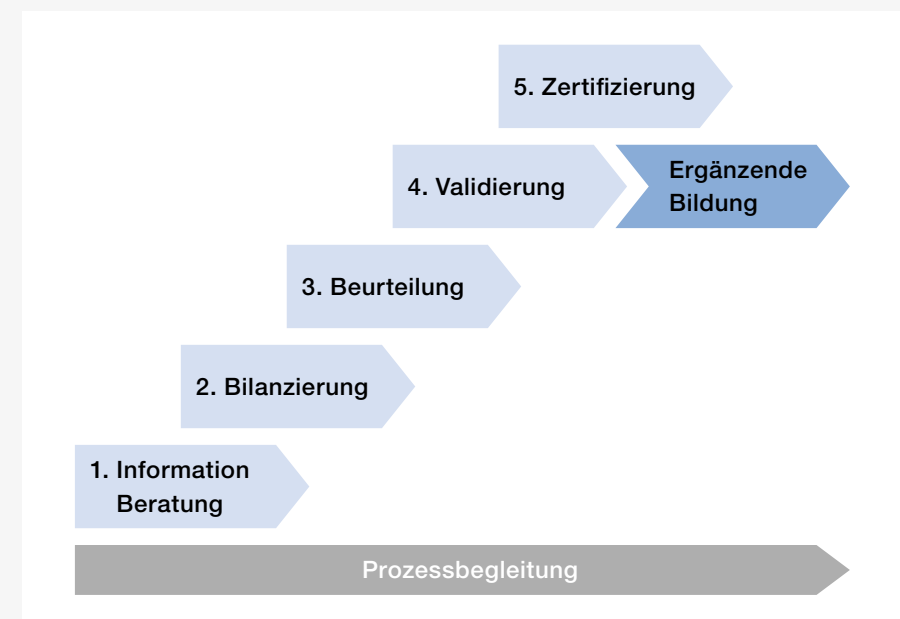 5. Zertifizierung
4. Validierung
Ergänzende
Bildung
3. Beurteilung
2. Bilanzierung
1. Information
Beratung
Prozessbegleitung